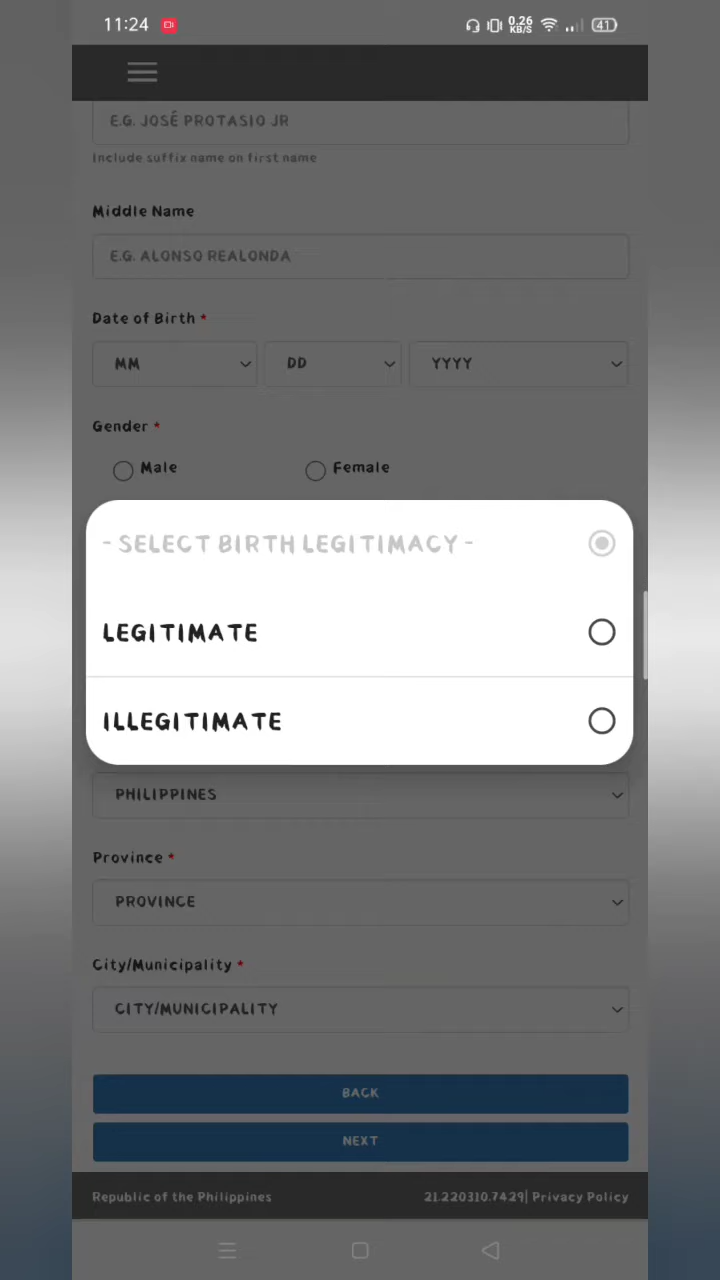 11:24 0.26 KB/S 41
E.G. JOSÉ PROTASIO JR
Include suffix name on first name
Middle Name
E.G. ALONSO REALONDA
Date of Birth *
MM DD YYYY
Gender *
Male Female
- SELECT BIRTH LEGITIMACY -
LEGITIMATE
ILLEGITIMATE
PHILIPPINES
Province *
PROVINCE
City/Municipality *
CITY/MUNICIPALITY
BACK
NEXT
Republic of the Philippines 21.220310.7429| Privacy Policy